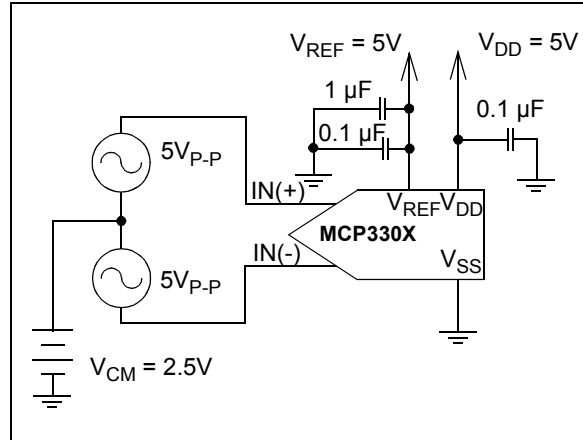 V_REF = 5V
V_DD = 5V
1 µF
0.1 µF
0.1 µF
5V_P-P
IN(+)
V_REF V_DD
MCP330X
V_SS
IN(-)
5V_P-P
V_CM = 2.5V